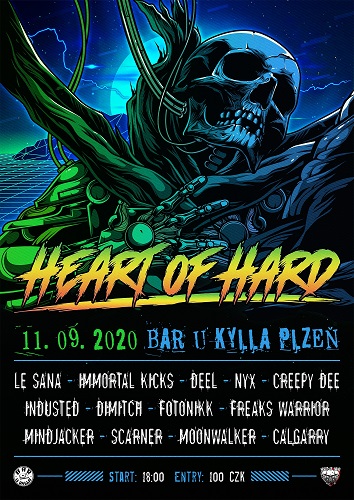 HEART OF HARD
11. 09. 2020 BAR U KYLLA PLZEŇ
LE SANA - IMMORTAL KICKS - DEEL - NYX - CREEPY DEE
INDUSTED - DIMITCH - FOTONIKK - FREAKS WARRIOR
MINDJACKER - SCARNER - MOONWALKER - CALGARRY
START: 18:00 ENTRY: 100 CZK